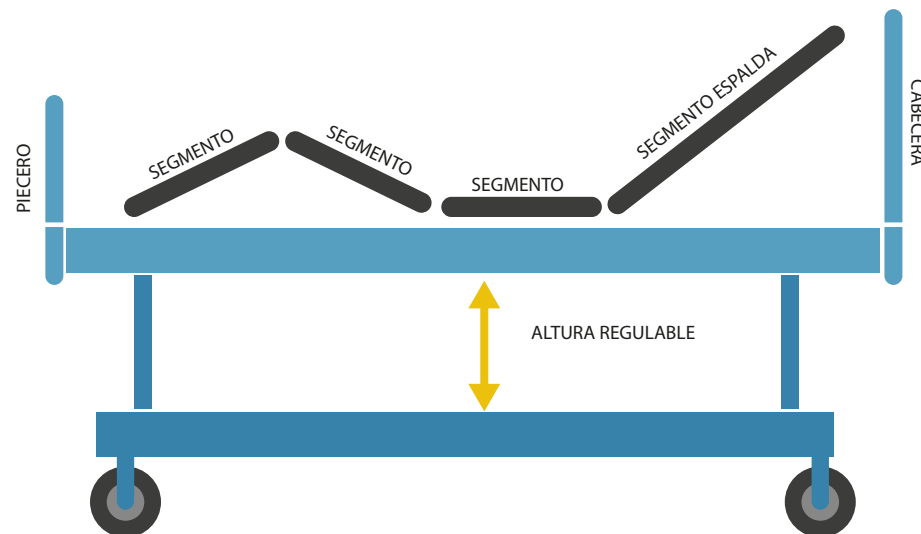 PIECERO
SEGMENTO
SEGMENTO
SEGMENTO
SEGMENTO ESPALDA
CABECERA
ALTURA REGULABLE